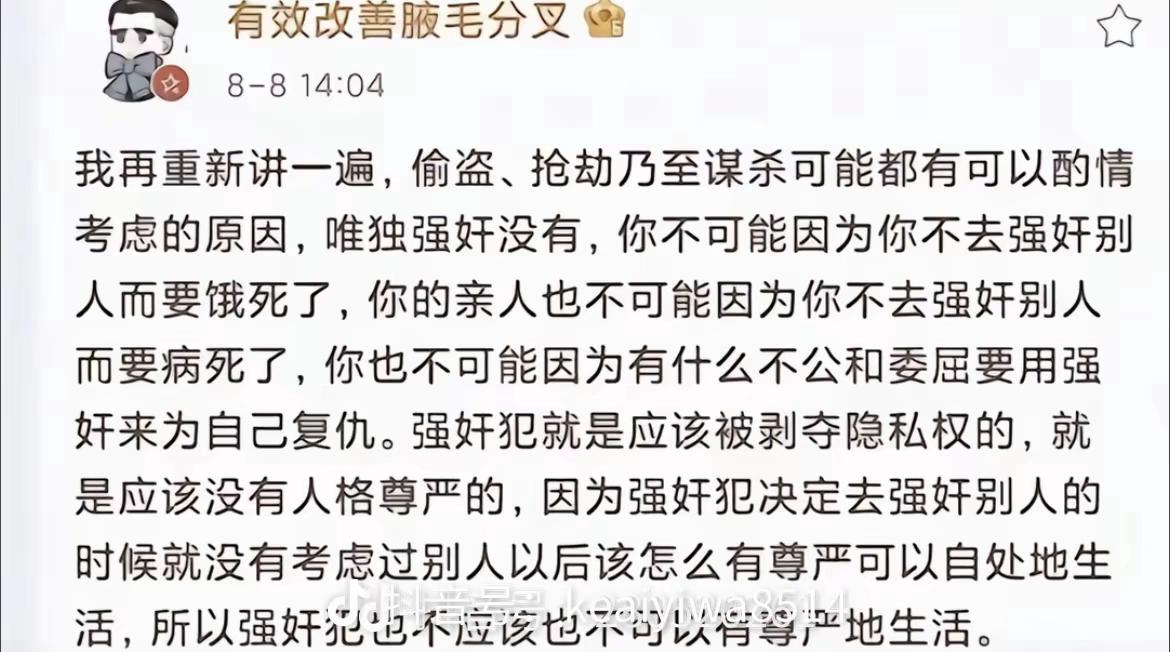 有效改善腋毛分叉
8-8 14:04
我再重新讲一遍，偷盗、抢劫乃至谋杀可能都有可以酌情
考虑的原因，唯独强奸没有，你不可能因为你不去强奸别
人而要饿死了，你的亲人也不可能因为你不去强奸别人
而要病死了，你也不可能因为有什么不公和委屈要用强
奸来为自己复仇。强奸犯就是应该被剥夺隐私权的，就
是应该没有人格尊严的，因为强奸犯决定去强奸别人的
时候就没有考虑过别人以后该怎么有尊严可以自处地生
活，所以强奸犯也不应该也不可以有尊严地生活。
抖音号: keaiyjwa8514